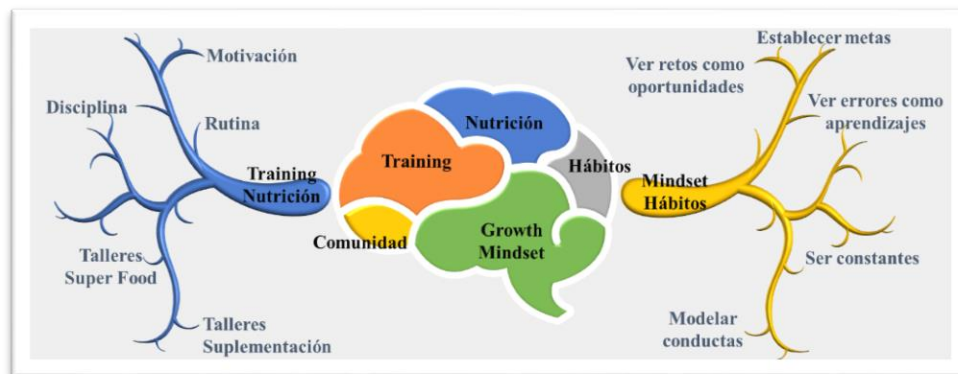 Motivación
Disciplina
Rutina
Training
Nutrición
Talleres
Super Food
Talleres
Suplementación
Nutrición
Training
Hábitos
Comunidad
Growth
Mindset
Establecer metas
Ver retos como
oportunidades
Ver errores como
aprendizajes
Mindset
Hábitos
Ser constantes
Modelar
conductas